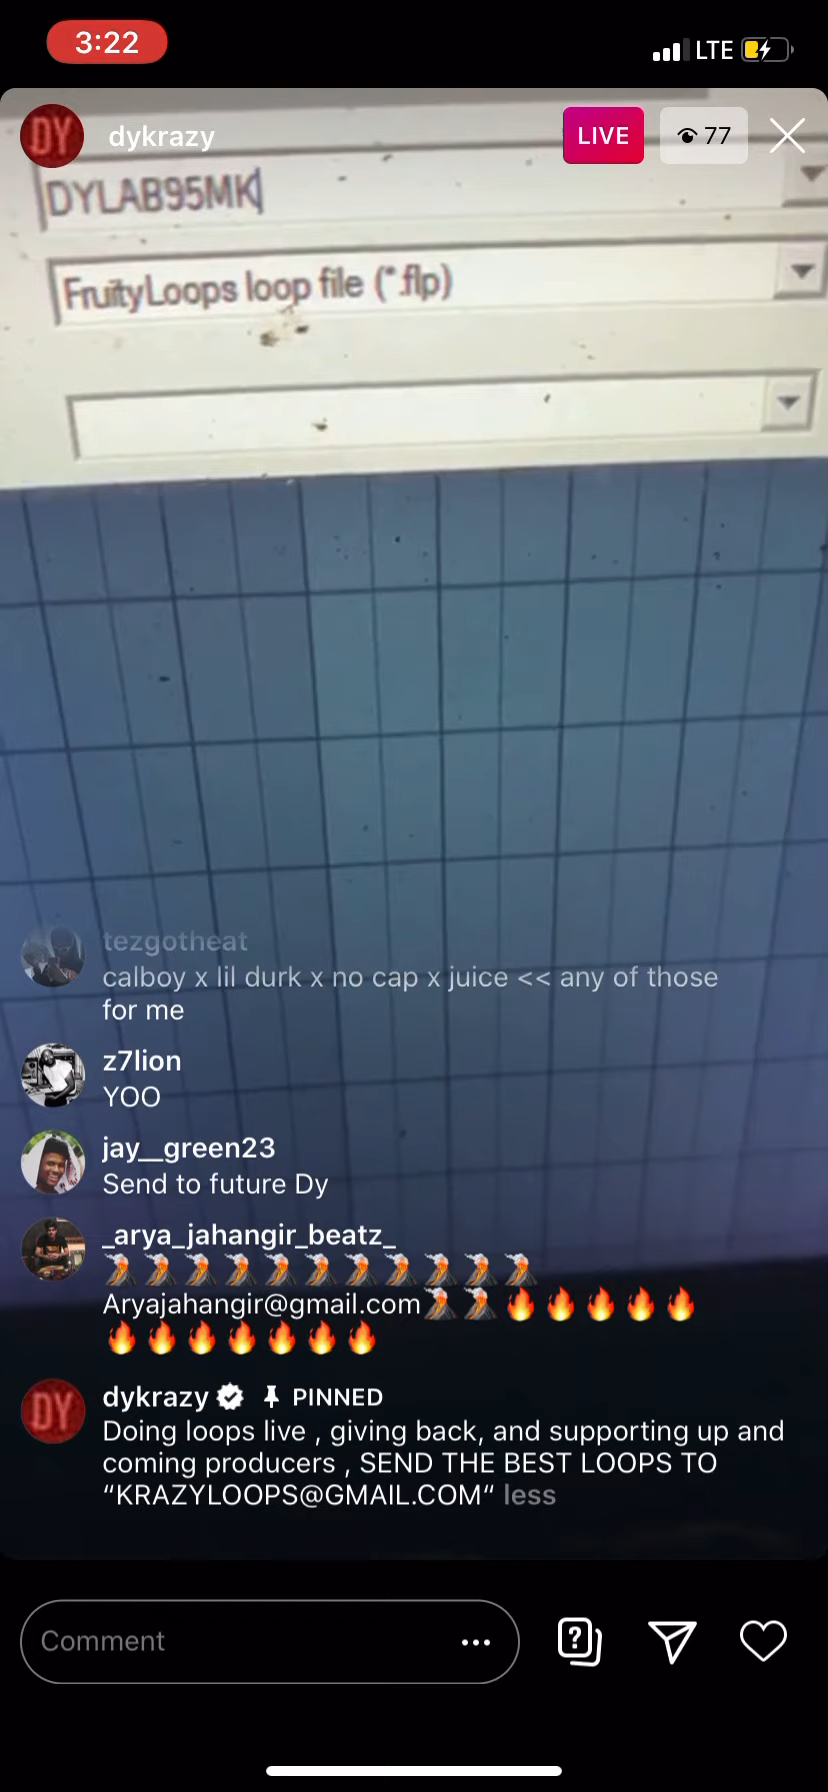 3:22
LTE
DY
dykrazy
LIVE
77
DYLAB95MK
FruityLoops loop file (*.flp)
tezgotheat
calboy x lil durk x no cap x juice << any of those
for me
z7lion
YOO
jay__green23
Send to future Dy
_arya_jahangir_beatz_
🌋🌋🌋🌋🌋🌋🌋🌋🌋🌋🌋
Aryajahangir@gmail.com🌋🌋🔥🔥🔥🔥🔥
🔥🔥🔥🔥🔥🔥🔥
DY
dykrazy PINNED
Doing loops live , giving back, and supporting up and
coming producers , SEND THE BEST LOOPS TO
“KRAZYLOOPS@GMAIL.COM“ less
Comment